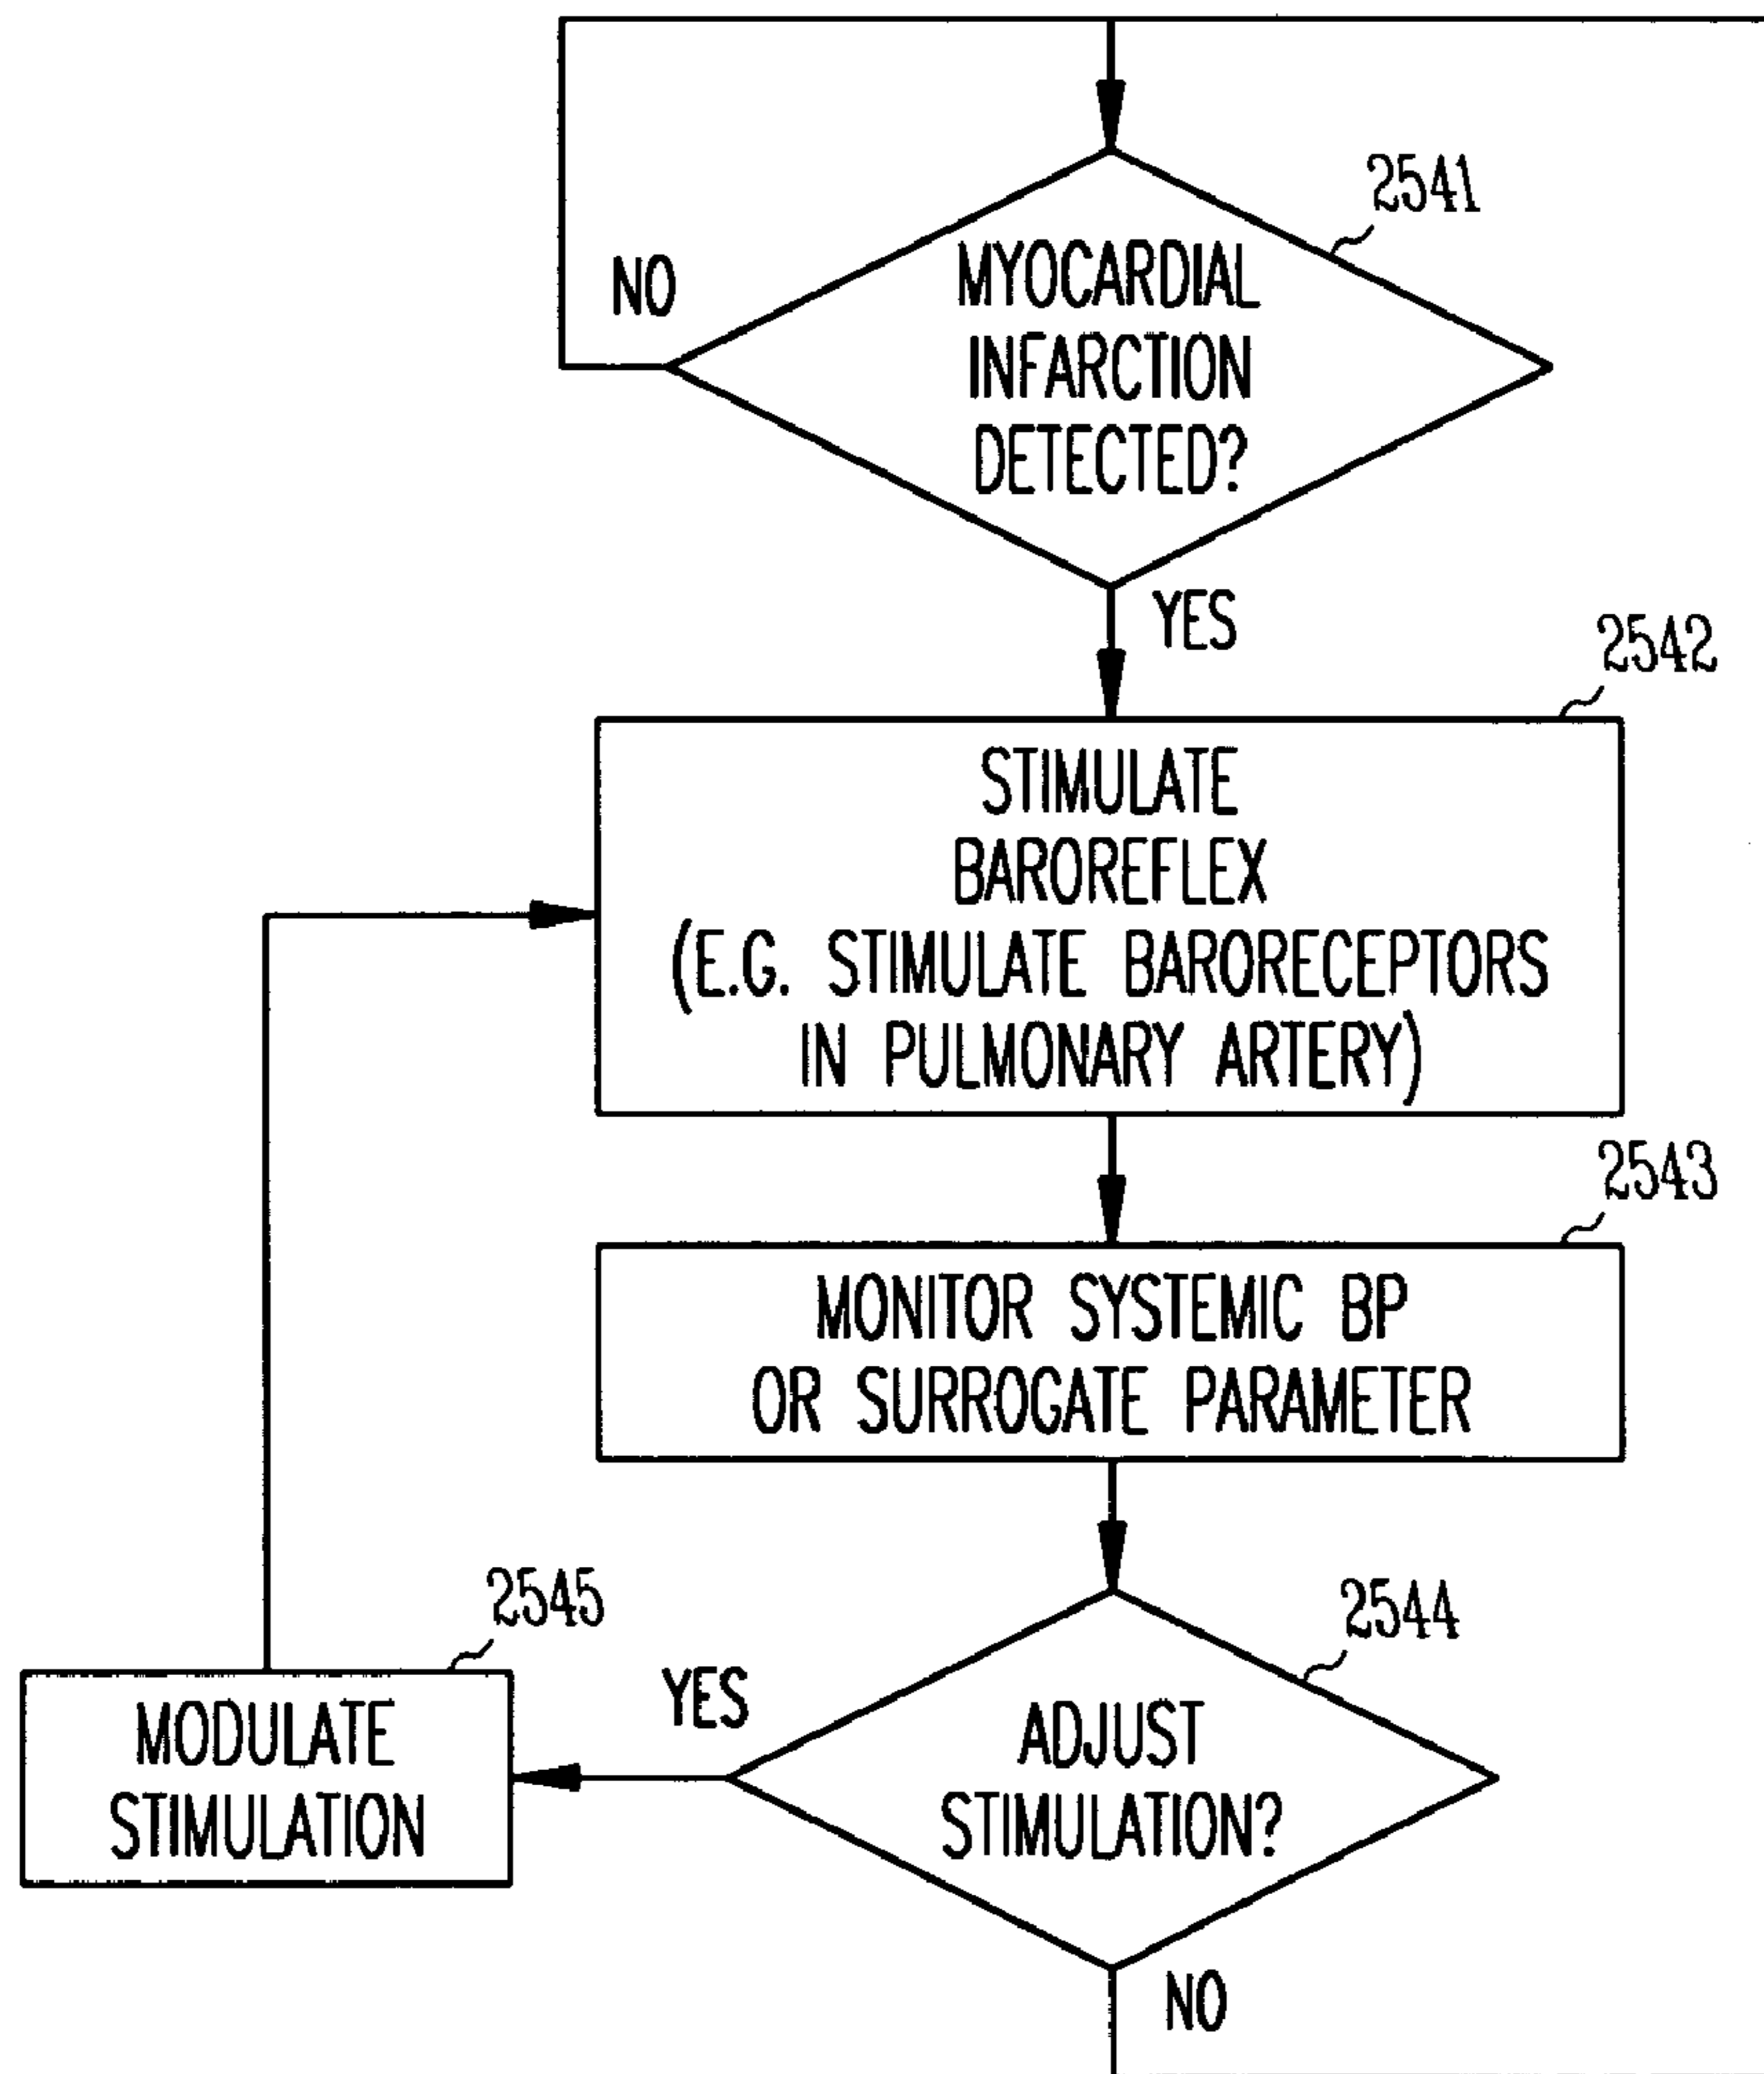 2541
NO
MYOCARDIAL
INFARCTION
DETECTED?
YES
2542
STIMULATE
BAROREFLEX
(E.G. STIMULATE BARORECEPTORS
IN PULMONARY ARTERY)
2543
MONITOR SYSTEMIC BP
OR SURROGATE PARAMETER
2545
2544
YES
MODULATE
STIMULATION
ADJUST
STIMULATION?
NO